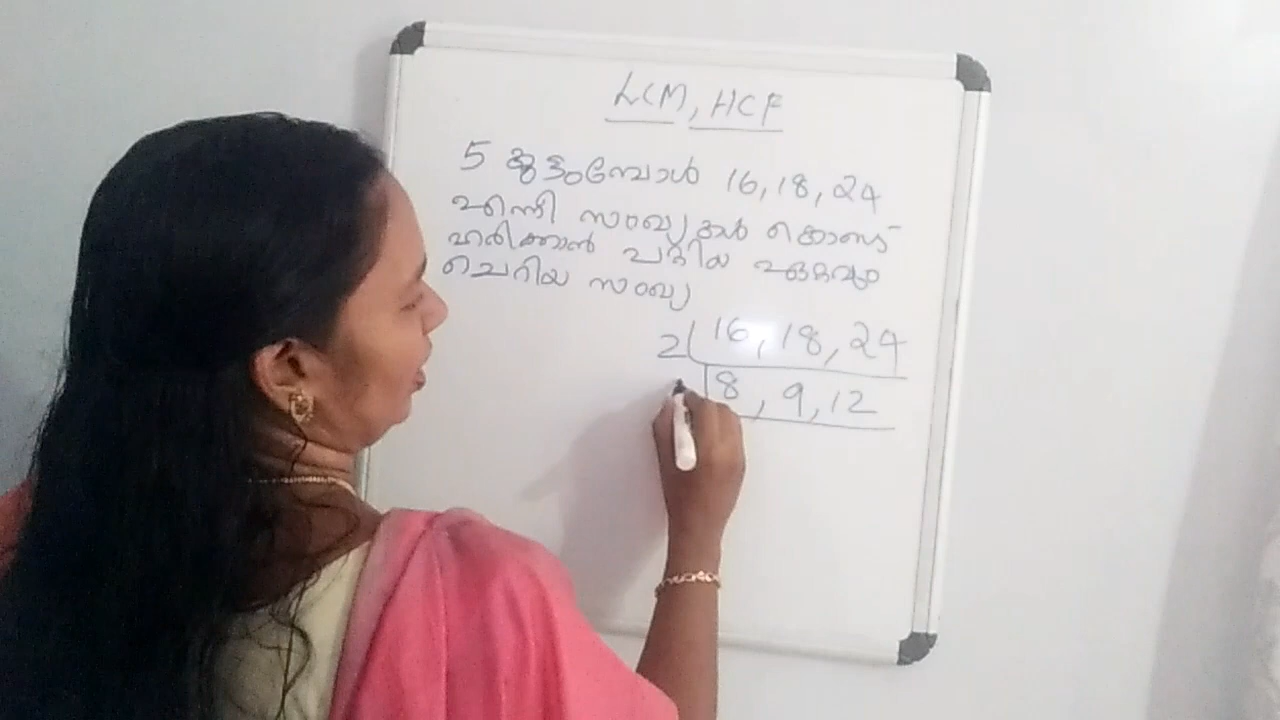 LCM, HCF
5 കൂട്ടുമ്പോൾ 16, 18, 24
എന്നീ സംഖ്യകൾ കൊണ്ട്
ഹരിക്കാൻ പറ്റിയ ഏറ്റവും
ചെറിയ സംഖ്യ
2 16, 18, 24
8, 9, 12